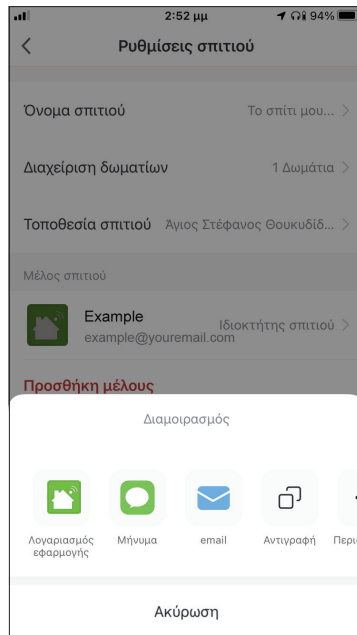 2:52 μμ 94%
Ρυθμίσεις σπιτιού
Όνομα σπιτιού Το σπίτι μου...
Διαχείριση δωματίων 1 Δωμάτια
Τοποθεσία σπιτιού Άγιος Στέφανος Θουκυδίδ...
Μέλος σπιτιού
Example
Ιδιοκτήτης σπιτιού
example@youremail.com
Προσθήκη μέλους
Διαμοιρασμός
Λογαριασμός εφαρμογής
Μήνυμα
email
Αντιγραφή
Ακύρωση